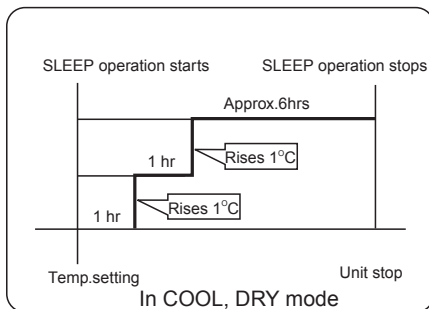 SLEEP operation starts
SLEEP operation stops
Approx.6hrs
1 hr
Rises 1°C
1 hr
Rises 1°C
Temp.setting
Unit stop
In COOL, DRY mode